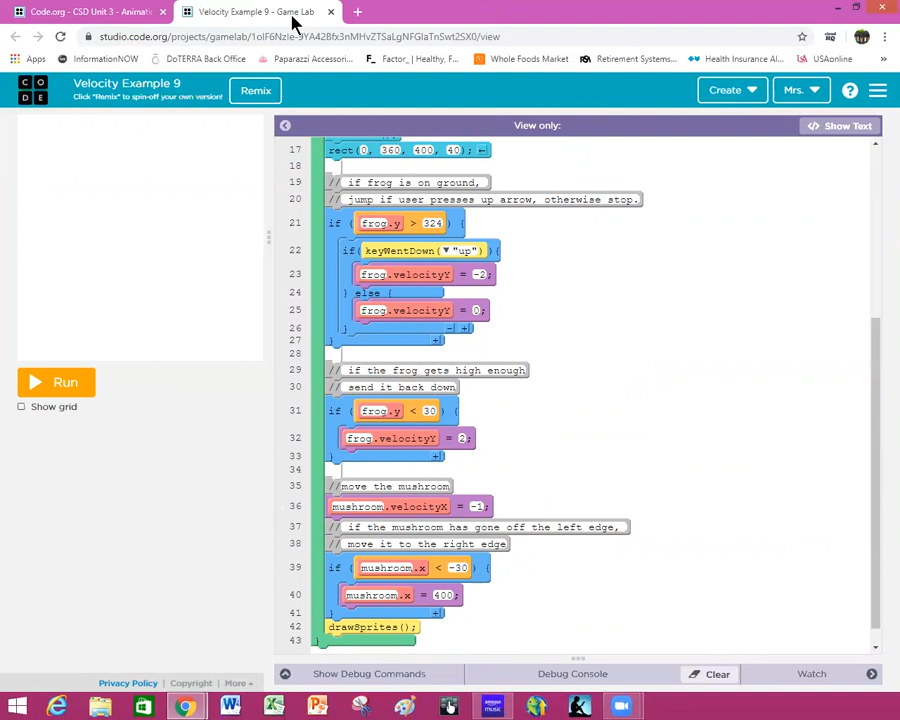 Code.org - CSD Unit 3 - Animati × Velocity Example 9 - Game Lab × +
studio.code.org/projects/gamelab/
InformationNOW DoTERRA Back Office Paparazzi Accessori... Factor_ | Healthy, F... Whole Foods Market Retirement Systems... Health Insurance Al... USAonline »
CODE
Velocity Example 9
Click "Remix" to spin-off your own version!
Remix
Create
Mrs.
View only:
Show Text
17 rect(0, 360, 400, 40);
18
19 // if frog is on ground,
20 // jump if user presses up arrow, otherwise stop.
21 if ( frog.y > 324 ) {
22 if( keyWentDown( ▼ "up") ){
23 frog.velocityY = -2;
24 } else {
25 frog.velocityY = 0;
26 } - +
27 } +
28
29 // if the frog gets high enough
30 // send it back down
31 if ( frog.y < 30 ) {
32 frog.velocityY = 2;
33 } +
34
35 //move the mushroom
36 mushroom.velocityX = -1;
37 // if the mushroom has gone off the left edge,
38 // move it to the right edge
39 if ( mushroom.x < -30 ) {
40 mushroom.x = 400;
41 } +
42 drawSprites();
43 }
Run
Show grid
Privacy Policy | Copyright | More
Show Debug Commands
Debug Console
Clear
Watch